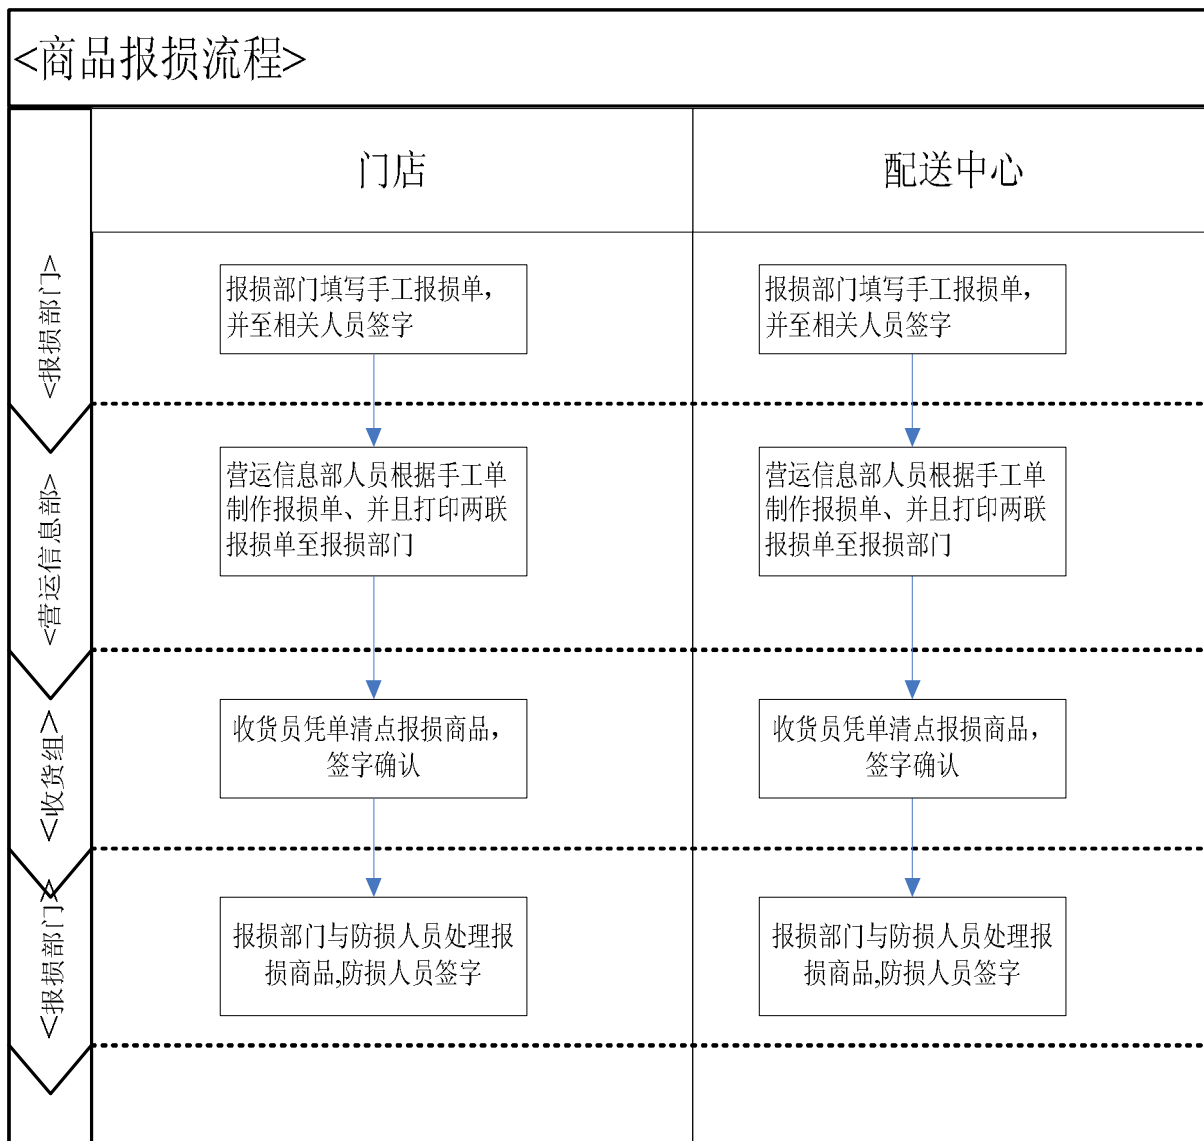 <商品报损流程>
门店
配送中心
<报损部门>
报损部门填写手工报损单，
并至相关人员签字
报损部门填写手工报损单，
并至相关人员签字
<营运信息部>
营运信息部人员根据手工单
制作报损单、并且打印两联
报损单至报损部门
营运信息部人员根据手工单
制作报损单、并且打印两联
报损单至报损部门
<收货组>
收货员凭单清点报损商品，
签字确认
收货员凭单清点报损商品，
签字确认
<报损部门>
报损部门与防损人员处理报
损商品,防损人员签字
报损部门与防损人员处理报
损商品,防损人员签字